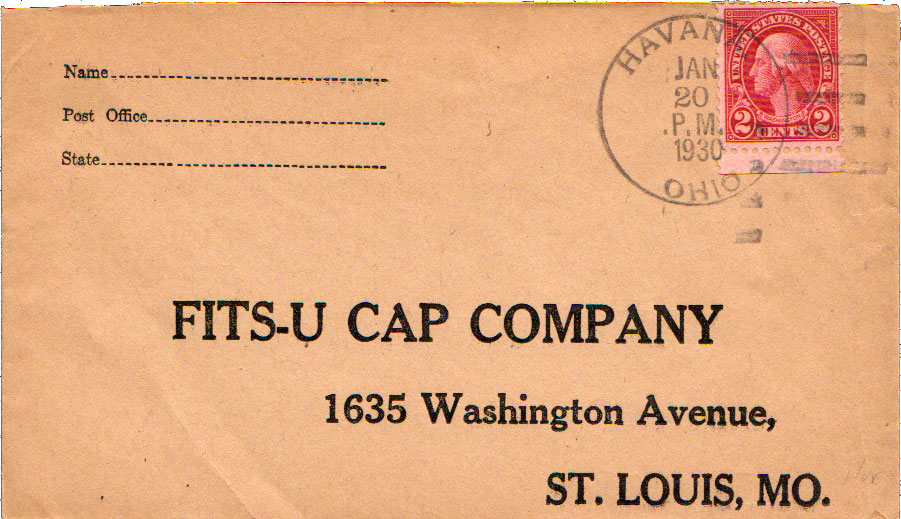 Name
Post Office
State
HAVANA
JAN
20
P.M.
1930
OHIO
UNITED STATES POSTAGE
2 CENTS 2
FITS-U CAP COMPANY
1635 Washington Avenue,
ST. LOUIS, MO.